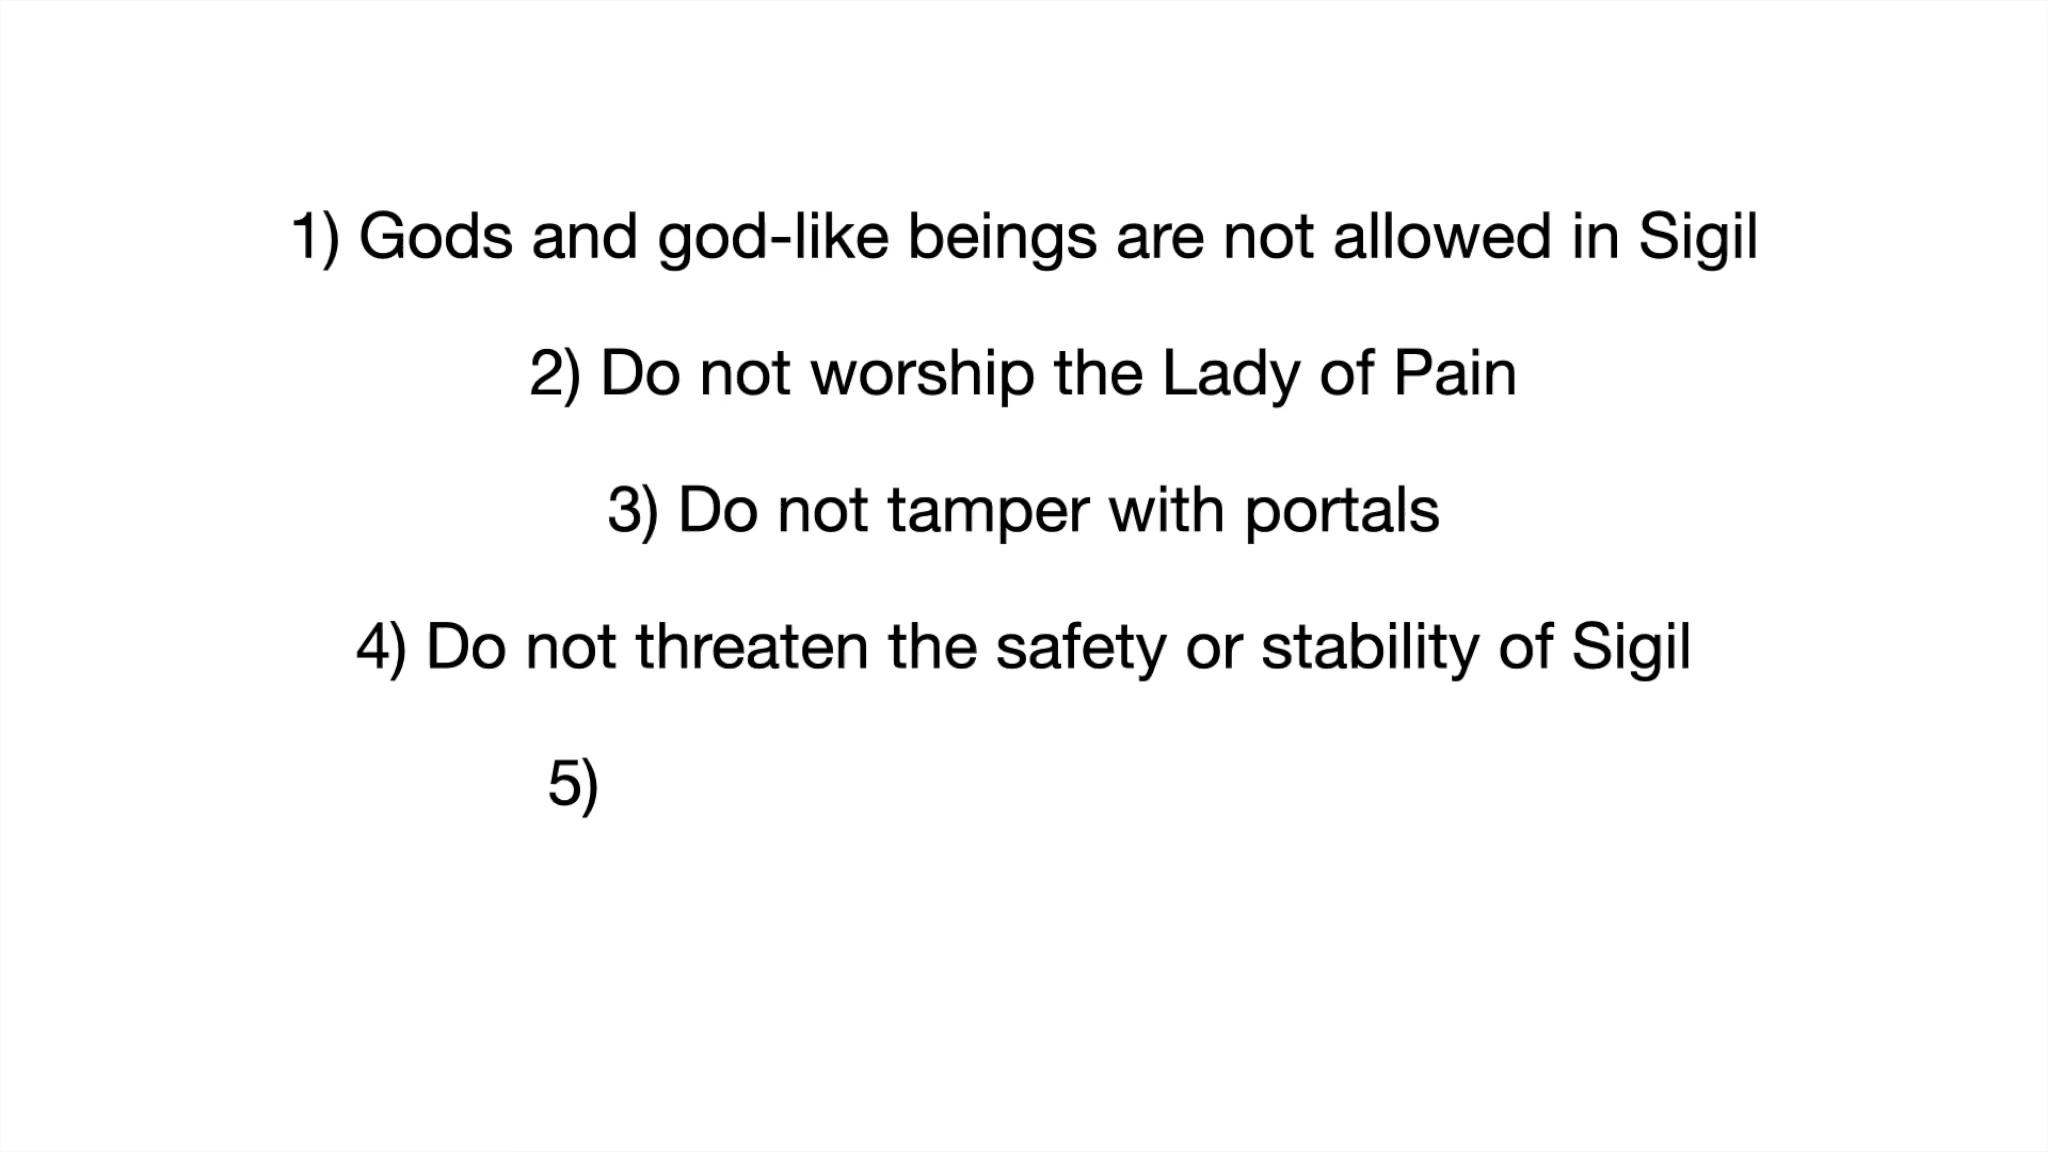 1) Gods and god-like beings are not allowed in Sigil
2) Do not worship the Lady of Pain
3) Do not tamper with portals
4) Do not threaten the safety or stability of Sigil
5)